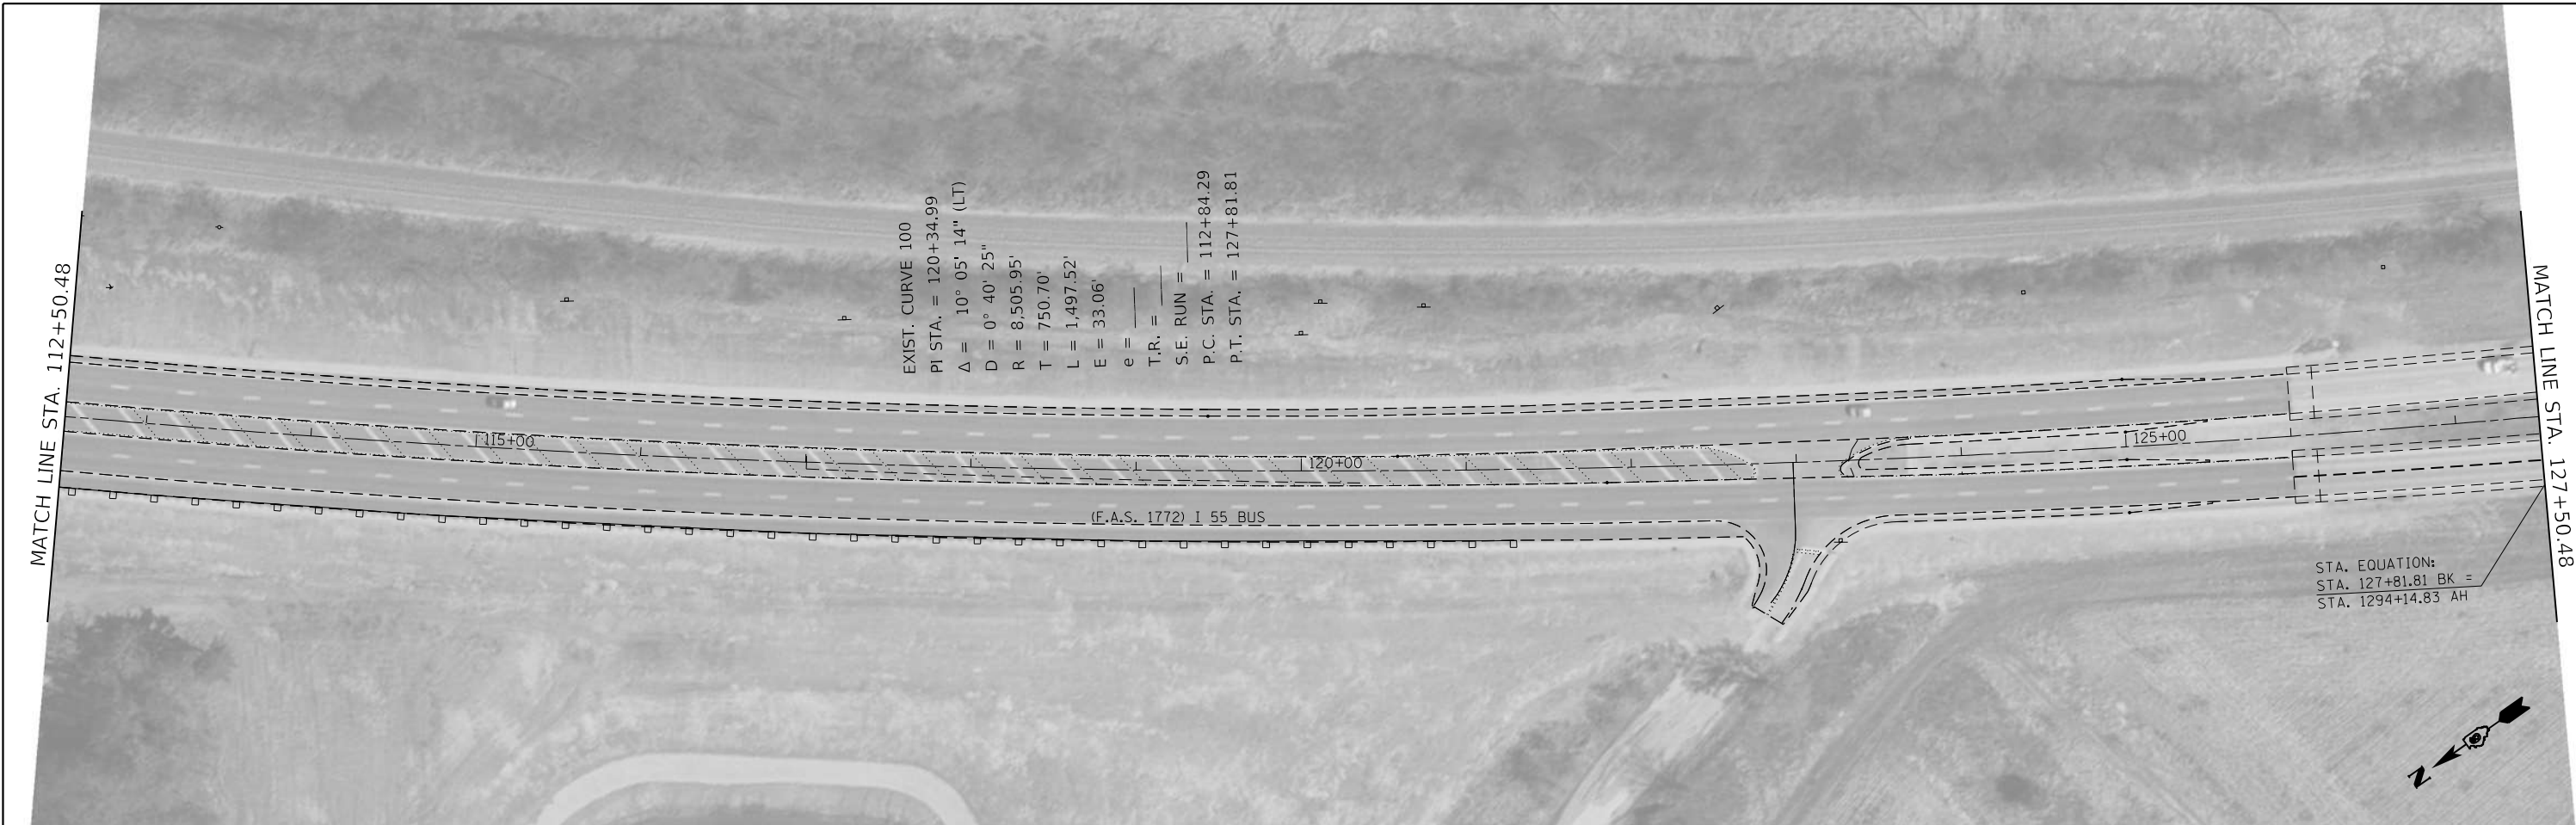 MATCH LINE STA. 112+50.48
EXIST. CURVE 100
PI STA. = 120+34.99
Δ = 10° 05' 14" (LT)
D = 0° 40' 25"
R = 8,505.95'
T = 750.70'
L = 1,497.52'
E = 33.06'
e = ____
T.R. = ____
S.E. RUN = ____
P.C. STA. = 112+84.29
P.T. STA. = 127+81.81
115+00
120+00
125+00
(F.A.S. 1772) I 55 BUS
MATCH LINE STA. 127+50.48
STA. EQUATION:
STA. 127+81.81 BK =
STA. 1294+14.83 AH
N